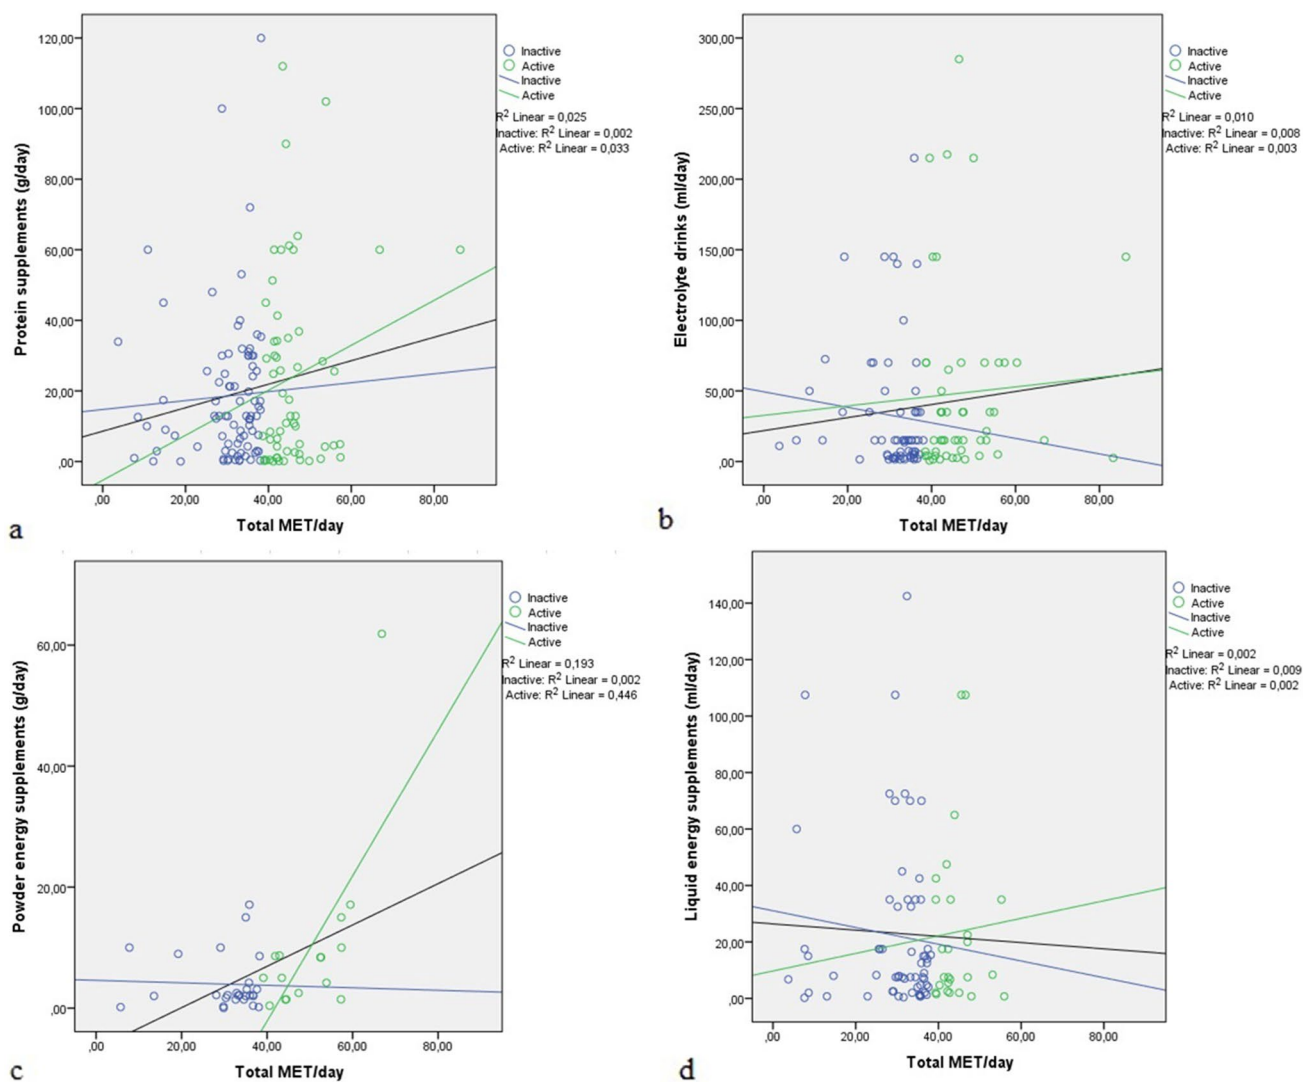 120,00
100,00
80,00
60,00
40,00
20,00
,00
Protein supplements (g/day)
,00 20,00 40,00 60,00 80,00
Total MET/day
Inactive
Active
Inactive
Active
R² Linear = 0,025
Inactive: R² Linear = 0,002
Active: R² Linear = 0,033
a
300,00
250,00
200,00
150,00
100,00
50,00
,00
Electrolyte drinks (ml/day)
,00 20,00 40,00 60,00 80,00
Total MET/day
Inactive
Active
Inactive
Active
R² Linear = 0,010
Inactive: R² Linear = 0,008
Active: R² Linear = 0,003
b
60,00
40,00
20,00
,00
Powder energy supplements (g/day)
,00 20,00 40,00 60,00 80,00
Total MET/day
Inactive
Active
Inactive
Active
R² Linear = 0,193
Inactive: R² Linear = 0,002
Active: R² Linear = 0,446
c
140,00
120,00
100,00
80,00
60,00
40,00
20,00
,00
Liquid energy supplements (ml/day)
,00 20,00 40,00 60,00 80,00
Total MET/day
Inactive
Active
Inactive
Active
R² Linear = 0,002
Inactive: R² Linear = 0,009
Active: R² Linear = 0,002
d